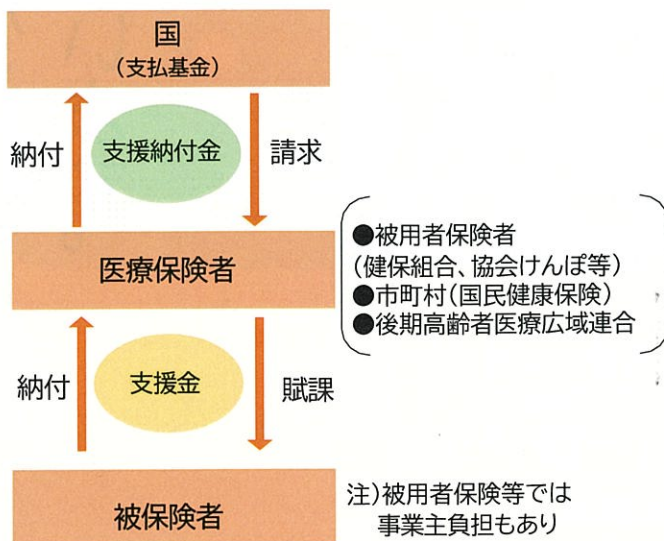 国
(支払基金)
納付
支援納付金
請求
医療保険者
●被用者保険者
(健保組合、協会けんぽ等)
●市町村(国民健康保険)
●後期高齢者医療広域連合
納付
支援金
賦課
被保険者
注)被用者保険等では
事業主負担もあり